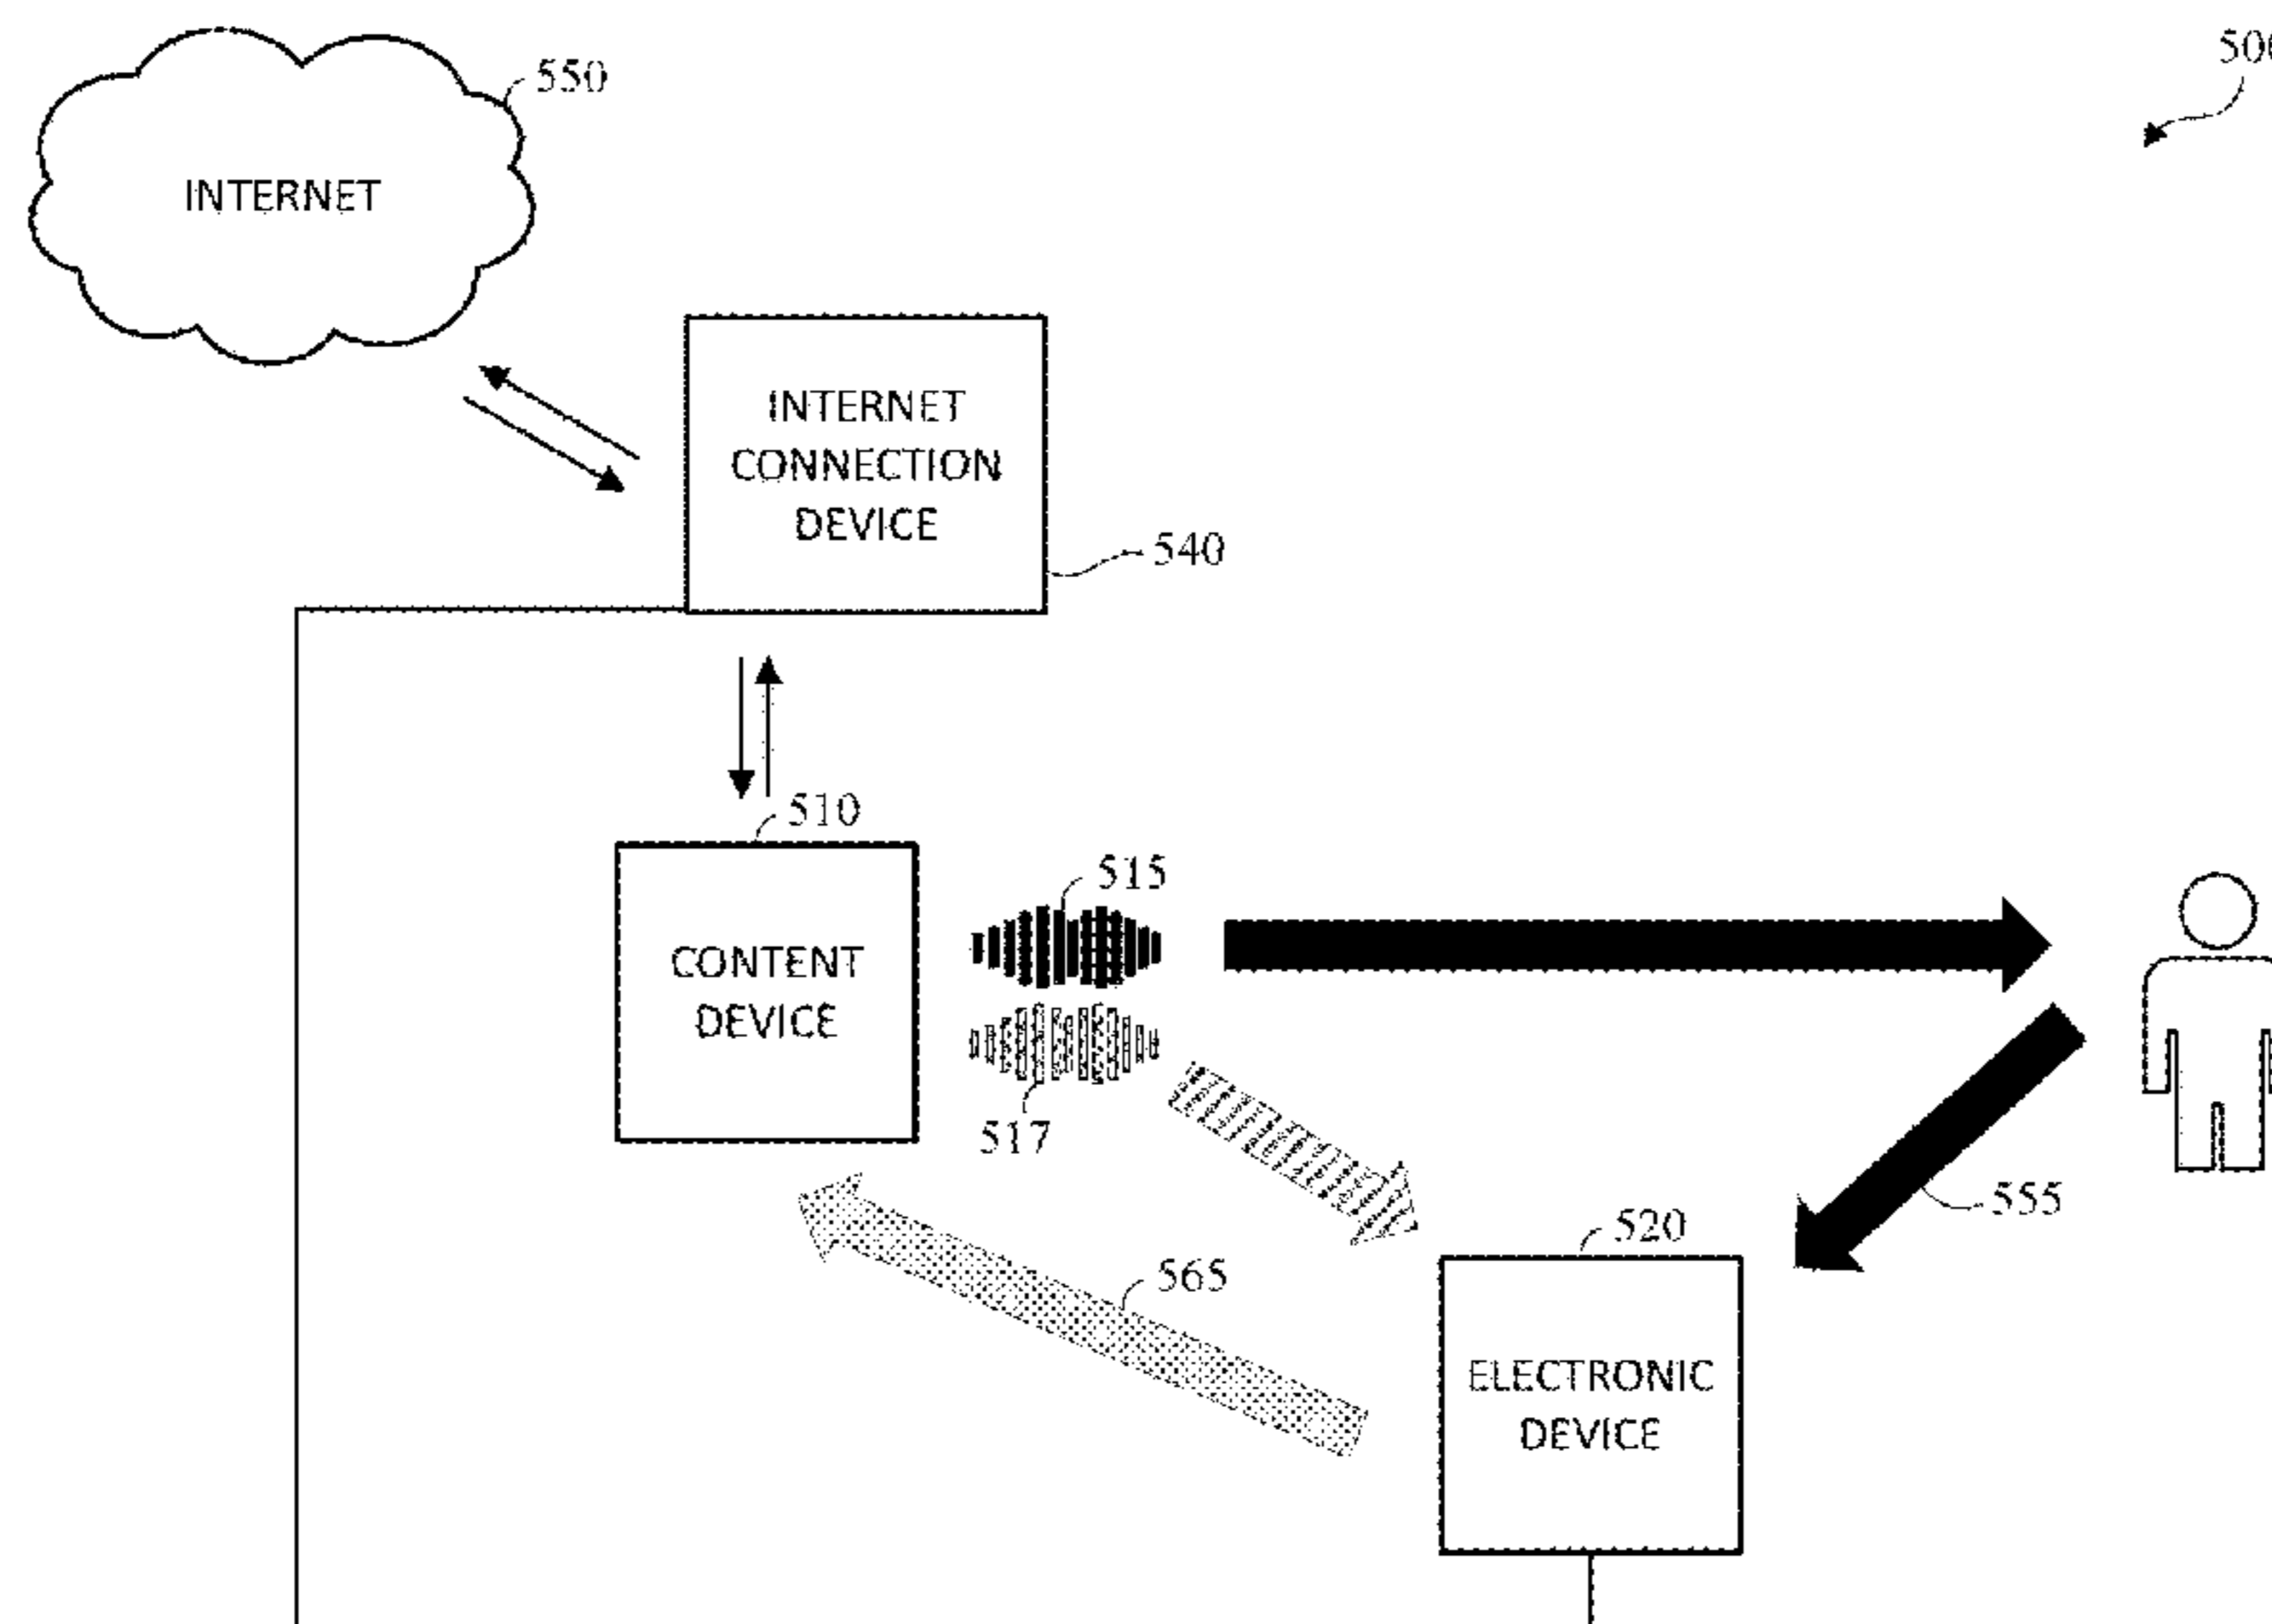 550
INTERNET
INTERNET
CONNECTION
DEVICE
540
510
515
CONTENT
DEVICE
517
555
520
565
ELECTRONIC
DEVICE